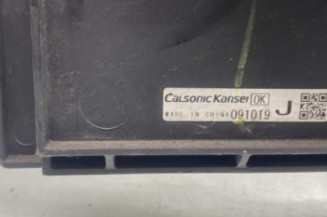 CalsonicKansei OK J
MADE IN CHINA 091019